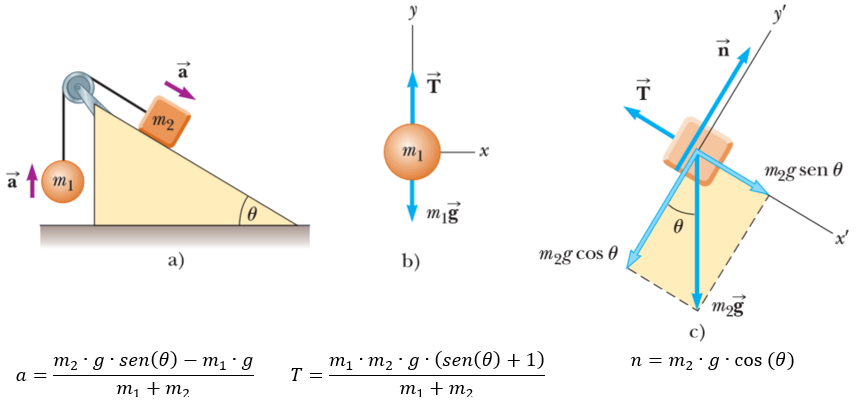 a⃗
m₂
a⃗
m₁
θ
a)
y
T⃗
m₁
x
m₁g⃗
b)
y′
n⃗
T⃗
m₂g sen θ
θ
x′
m₂g cos θ
m₂g⃗
c)
a = (m₂ · g · sen(θ) − m₁ · g) / (m₁ + m₂)
T = (m₁ · m₂ · g · (sen(θ) + 1)) / (m₁ + m₂)
n = m₂ · g · cos (θ)